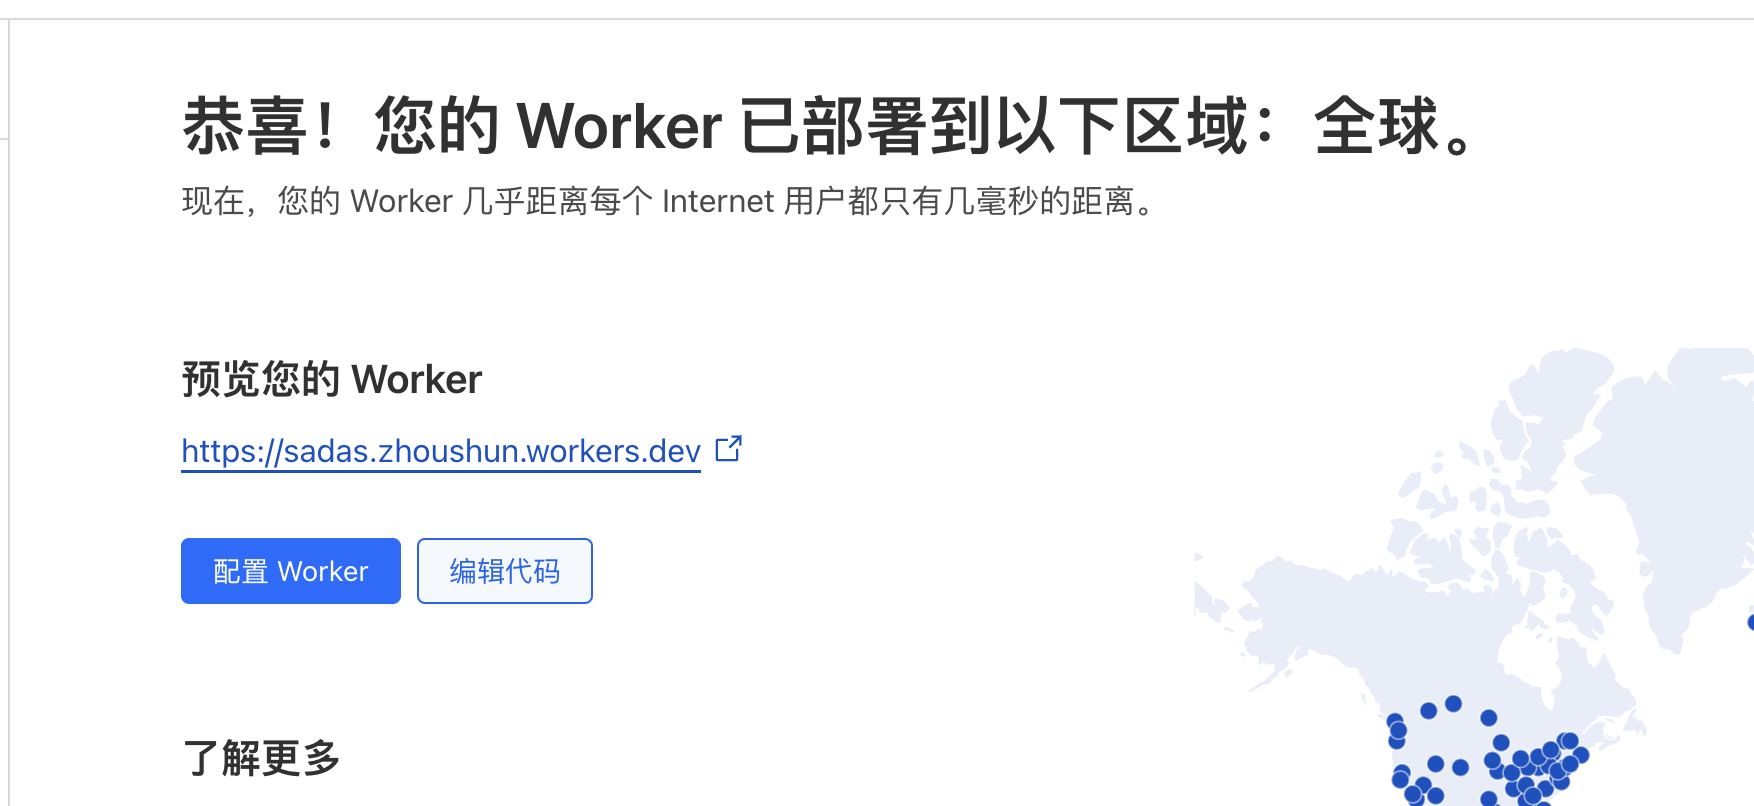 恭喜！您的 Worker 已部署到以下区域：全球。
现在，您的 Worker 几乎距离每个 Internet 用户都只有几毫秒的距离。
预览您的 Worker
https://sadas.zhoushun.workers.dev
配置 Worker
编辑代码
了解更多